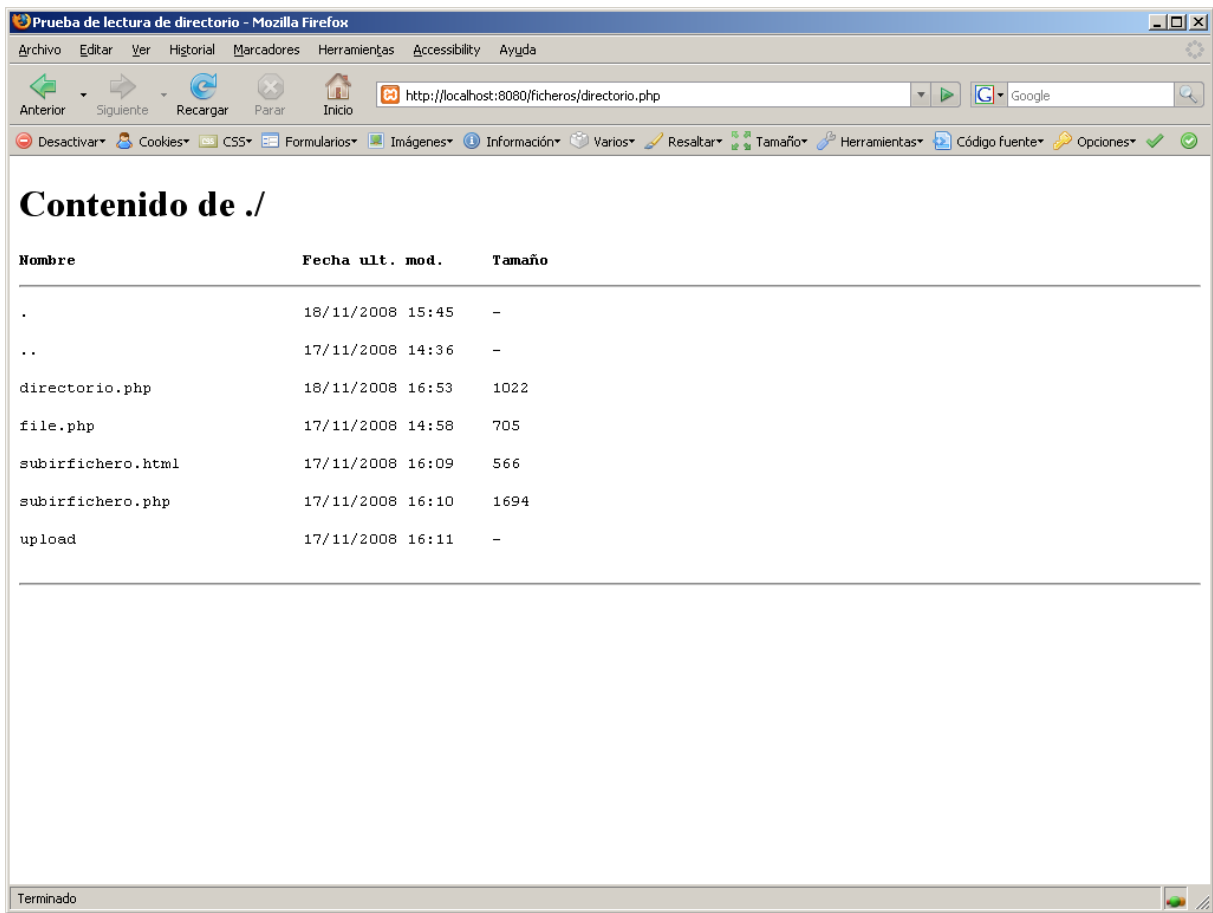 Prueba de lectura de directorio - Mozilla Firefox
Archivo Editar Ver Historial Marcadores Herramientas Accessibility Ayuda
Anterior Siguiente Recargar Parar Inicio http://localhost:8080/ficheros/directorio.php G Google
Desactivar Cookies CSS Formularios Imágenes Información Varios Resaltar Tamaño Herramientas Código fuente Opciones
Contenido de ./
Nombre Fecha ult. mod. Tamaño
. 18/11/2008 15:45 -
.. 17/11/2008 14:36 -
directorio.php 18/11/2008 16:53 1022
file.php 17/11/2008 14:58 705
subirfichero.html 17/11/2008 16:09 566
subirfichero.php 17/11/2008 16:10 1694
upload 17/11/2008 16:11 -
Terminado